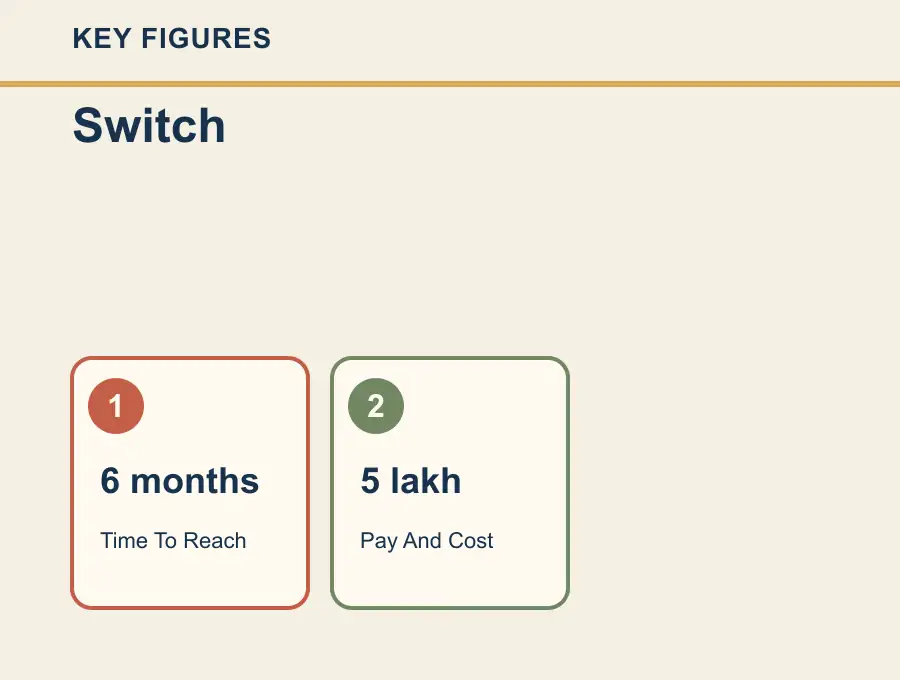 KEY FIGURES
Switch
1
6 months
Time To Reach
2
5 lakh
Pay And Cost